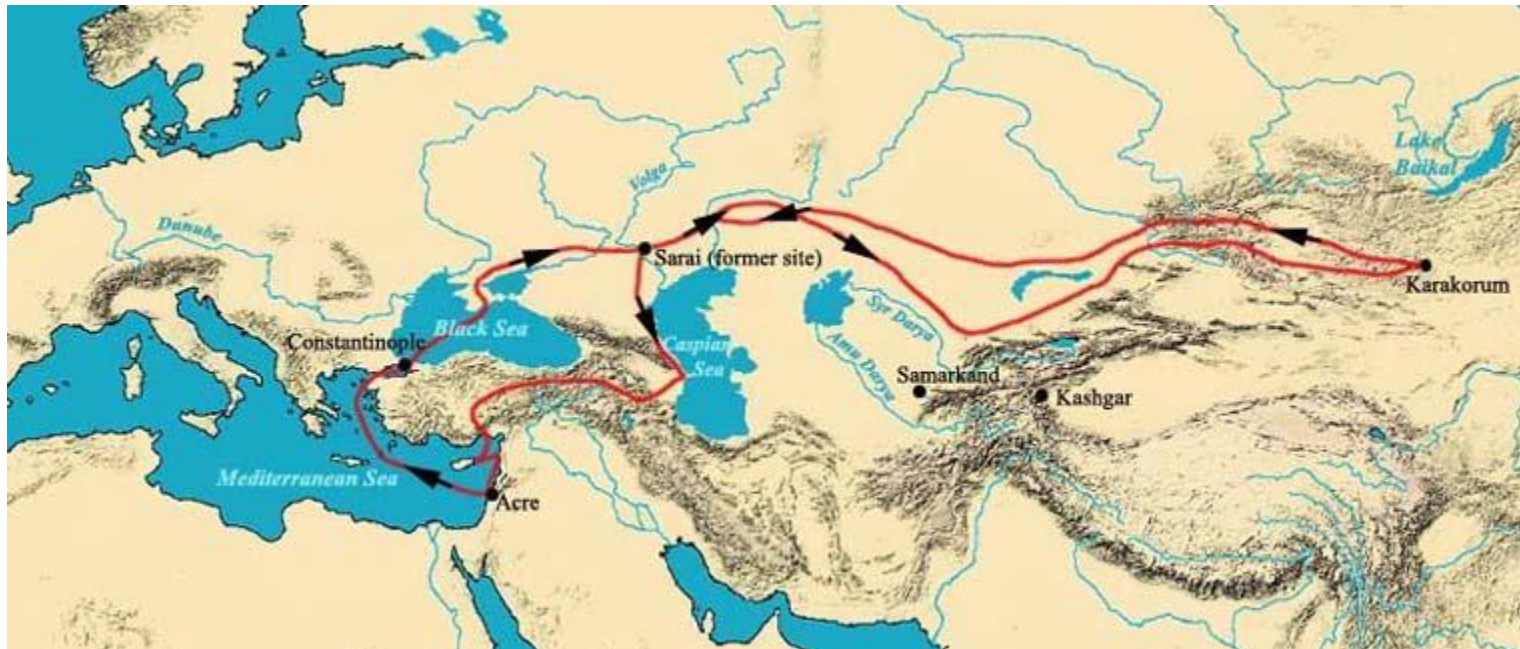 Lake
Baikal
Volga
Danube
Sarai (former site)
Karakorum
Black Sea
Syr Darya
Constantinople
Caspian
Sea
Amu Darya
Samarkand
Kashgar
Mediterranean Sea
Acre